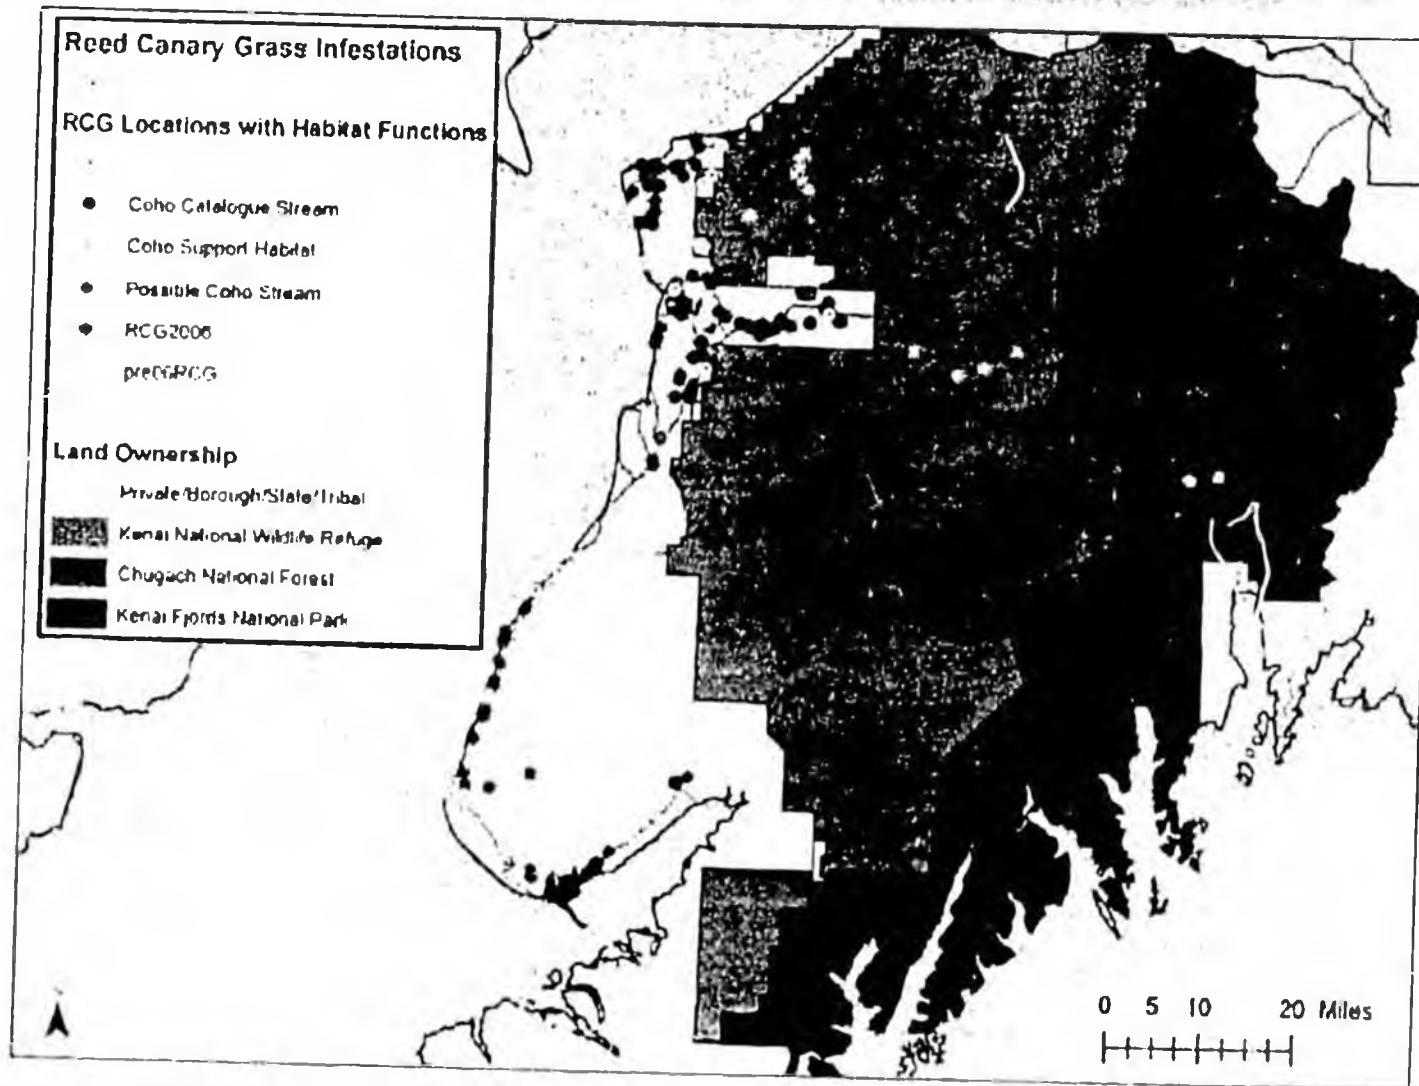 Reed Canary Grass Infestations
RCG Locations with Habitat Functions
Coho Catalogue Stream
Coho Support Habitat
Possible Coho Stream
RCG2006
pre06RCG
Land Ownership
Private/Borough/State/Tribal
Kenai National Wildlife Refuge
Chugach National Forest
Kenai Fjords National Park
0 5 10 20 Miles